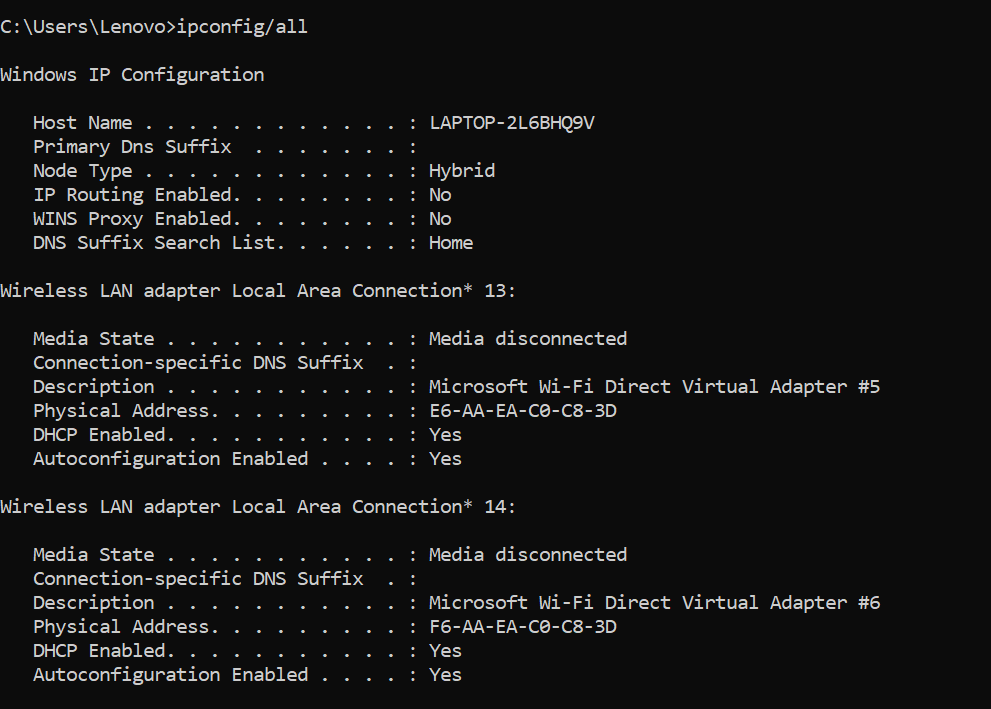 C:\Users\Lenovo>ipconfig/all
Windows IP Configuration
Host Name . . . . . . . . . . . . : LAPTOP-2L6BHQ9V
Primary Dns Suffix  . . . . . . . :
Node Type . . . . . . . . . . . . : Hybrid
IP Routing Enabled. . . . . . . . : No
WINS Proxy Enabled. . . . . . . . : No
DNS Suffix Search List. . . . . . : Home
Wireless LAN adapter Local Area Connection* 13:
Media State . . . . . . . . . . . : Media disconnected
Connection-specific DNS Suffix  . :
Description . . . . . . . . . . . : Microsoft Wi-Fi Direct Virtual Adapter #5
Physical Address. . . . . . . . . : E6-AA-EA-C0-C8-3D
DHCP Enabled. . . . . . . . . . . : Yes
Autoconfiguration Enabled . . . . : Yes
Wireless LAN adapter Local Area Connection* 14:
Media State . . . . . . . . . . . : Media disconnected
Connection-specific DNS Suffix  . :
Description . . . . . . . . . . . : Microsoft Wi-Fi Direct Virtual Adapter #6
Physical Address. . . . . . . . . : F6-AA-EA-C0-C8-3D
DHCP Enabled. . . . . . . . . . . : Yes
Autoconfiguration Enabled . . . . : Yes